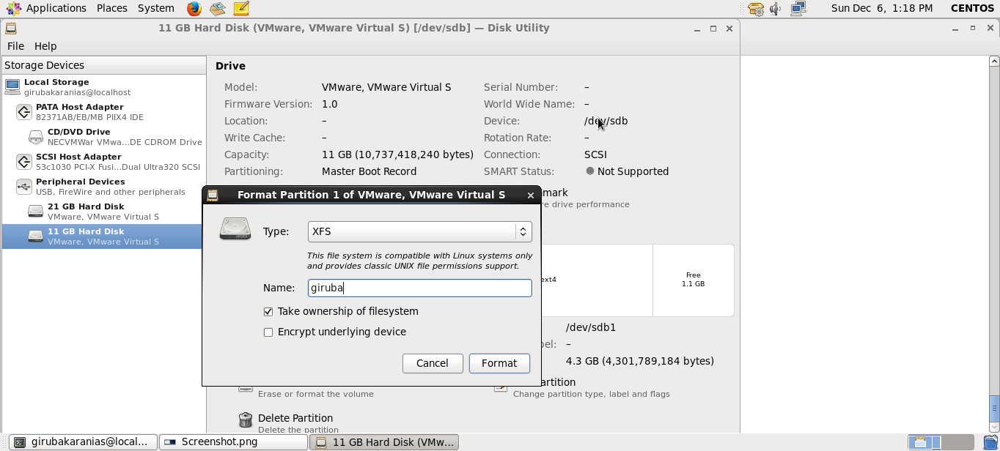 Applications Places System
Sun Dec 6, 1:18 PM CENTOS
11 GB Hard Disk (VMware, VMware Virtual S) [/dev/sdb] — Disk Utility
File Help
Storage Devices
Local Storage
girubakaranias@localhost
PATA Host Adapter
82371AB/EB/MB PIIX4 IDE
CD/DVD Drive
NECVMWar VMwa...DE CDROM Drive
SCSI Host Adapter
53c1030 PCI-X Fusi...Dual Ultra320 SCSI
Peripheral Devices
USB, FireWire and other peripherals
21 GB Hard Disk
VMware, VMware Virtual S
11 GB Hard Disk
VMware, VMware Virtual S
Drive
Model: VMware, VMware Virtual S Serial Number: –
Firmware Version: 1.0 World Wide Name: –
Location: – Device: /dev/sdb
Write Cache: – Rotation Rate: –
Capacity: 11 GB (10,737,418,240 bytes) Connection: SCSI
Partitioning: Master Boot Record SMART Status: Not Supported
mark
re drive performance
Format Partition 1 of VMware, VMware Virtual S
Type: XFS
This file system is compatible with Linux systems only
and provides classic UNIX file permissions support.
Name: giruba
Take ownership of filesystem
Encrypt underlying device
Cancel Format
ext4
Free
1.1 GB
/dev/sdb1
el: –
4.3 GB (4,301,789,184 bytes)
artition
Erase or format the volume Change partition type, label and flags
Delete Partition
Delete the partition
girubakaranias@local... Screenshot.png 11 GB Hard Disk (VMw...